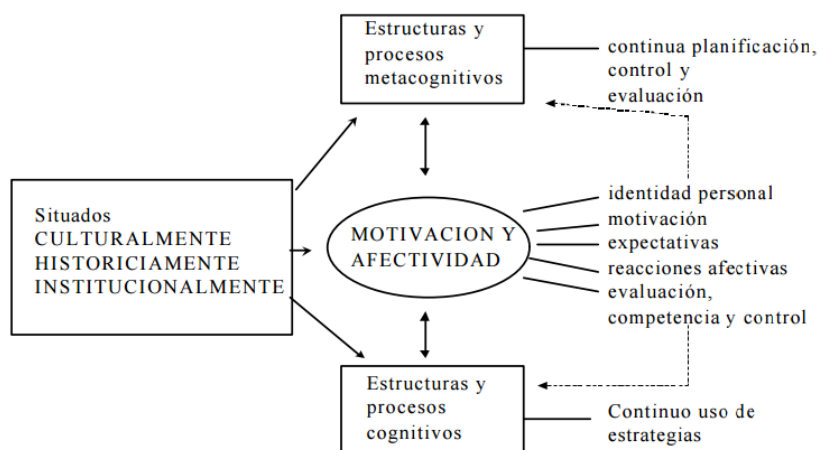 Estructuras y
procesos
metacognitivos
continua planificación,
control y
evaluación
Situados
CULTURALMENTE
HISTORICIAMENTE
INSTITUCIONALMENTE
MOTIVACION Y
AFECTIVIDAD
identidad personal
motivación
expectativas
reacciones afectivas
evaluación,
competencia y control
Estructuras y
procesos
cognitivos
Continuo uso de
estrategias